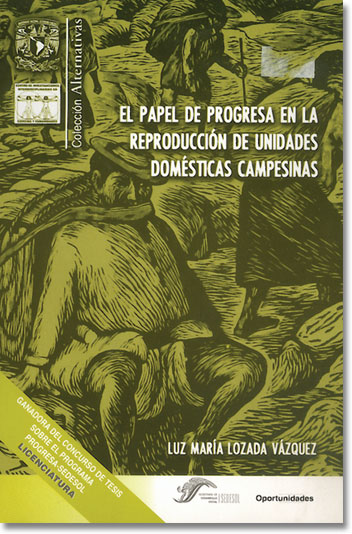 Colección Alternativas
EL PAPEL DE PROGRESA EN LA
REPRODUCCIÓN DE UNIDADES
DOMÉSTICAS CAMPESINAS
GANADORA DEL CONCURSO DE TESIS
SOBRE EL PROGRAMA
PROGRESA-SEDESOL
LICENCIATURA
LUZ MARÍA LOZADA VÁZQUEZ
SEDESOL
Oportunidades